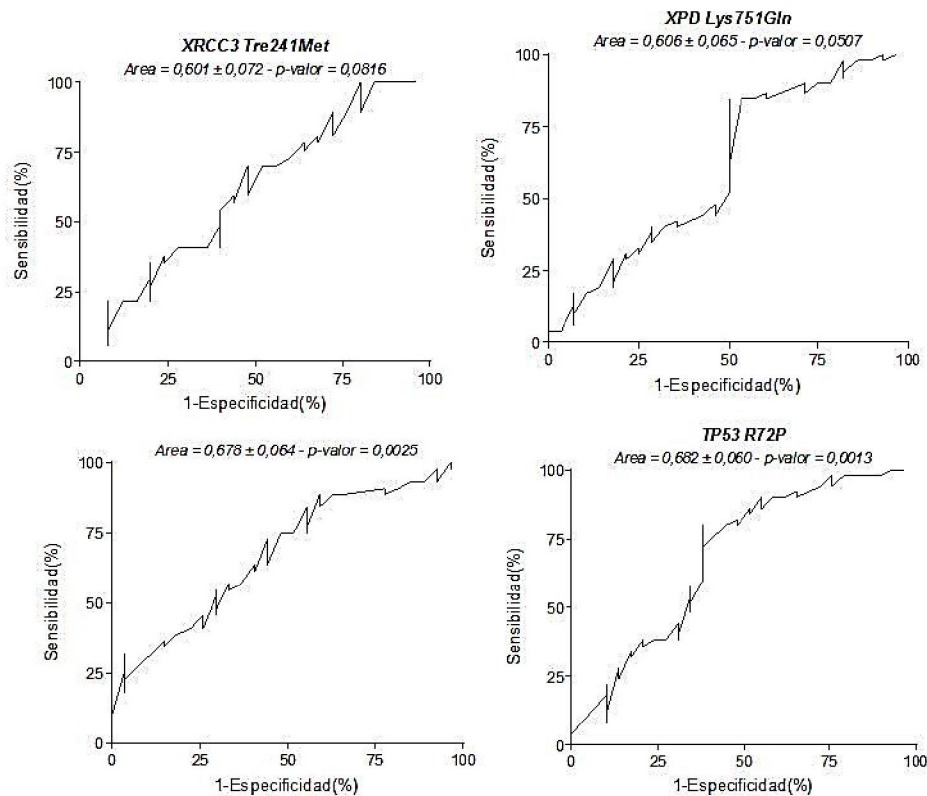 XRCC3 Tre241Met
Area = 0,601 ± 0,072 - p-valor = 0,0816
100
75
50
25
0
Sensibilidad(%)
0 25 50 75 100
1-Especificidad(%)
XPD Lys751Gln
Area = 0,606 ± 0,065 - p-valor = 0,0507
100
75
50
25
0
Sensibilidad(%)
0 25 50 75 100
1-Especificidad(%)
Area = 0,678 ± 0,064 - p-valor = 0,0025
100
75
50
25
0
Sensibilidad(%)
0 25 50 75 100
1-Especificidad(%)
TP53 R72P
Area = 0,682 ± 0,060 - p-valor = 0,0013
100
75
50
25
0
Sensibilidad(%)
0 25 50 75 100
1-Especificidad(%)